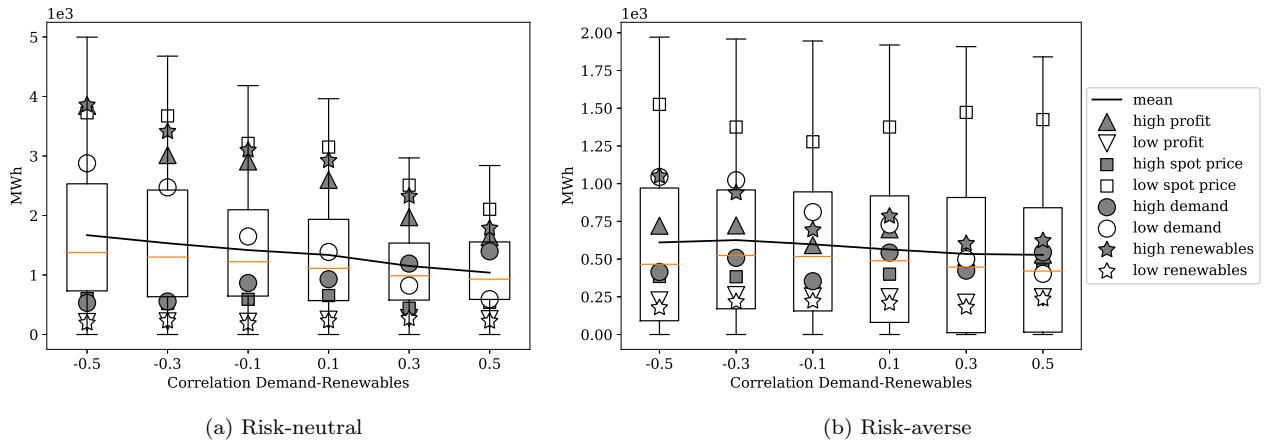 1e3
5
4
3
2
1
0
MWh
-0.5 -0.3 -0.1 0.1 0.3 0.5
Correlation Demand-Renewables
(a) Risk-neutral
1e3
2.00
1.75
1.50
1.25
1.00
0.75
0.50
0.25
0.00
MWh
-0.5 -0.3 -0.1 0.1 0.3 0.5
Correlation Demand-Renewables
(b) Risk-averse
mean
high profit
low profit
high spot price
low spot price
high demand
low demand
high renewables
low renewables